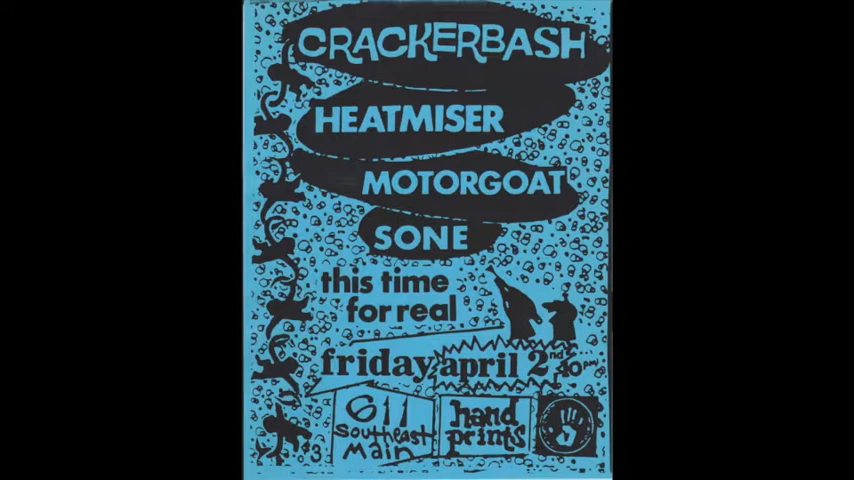 CRACKERBASH
HEATMISER
MOTORGOAT
SONE
this time
for real
friday april 2nd
611
Southeast
Main
hand
prints